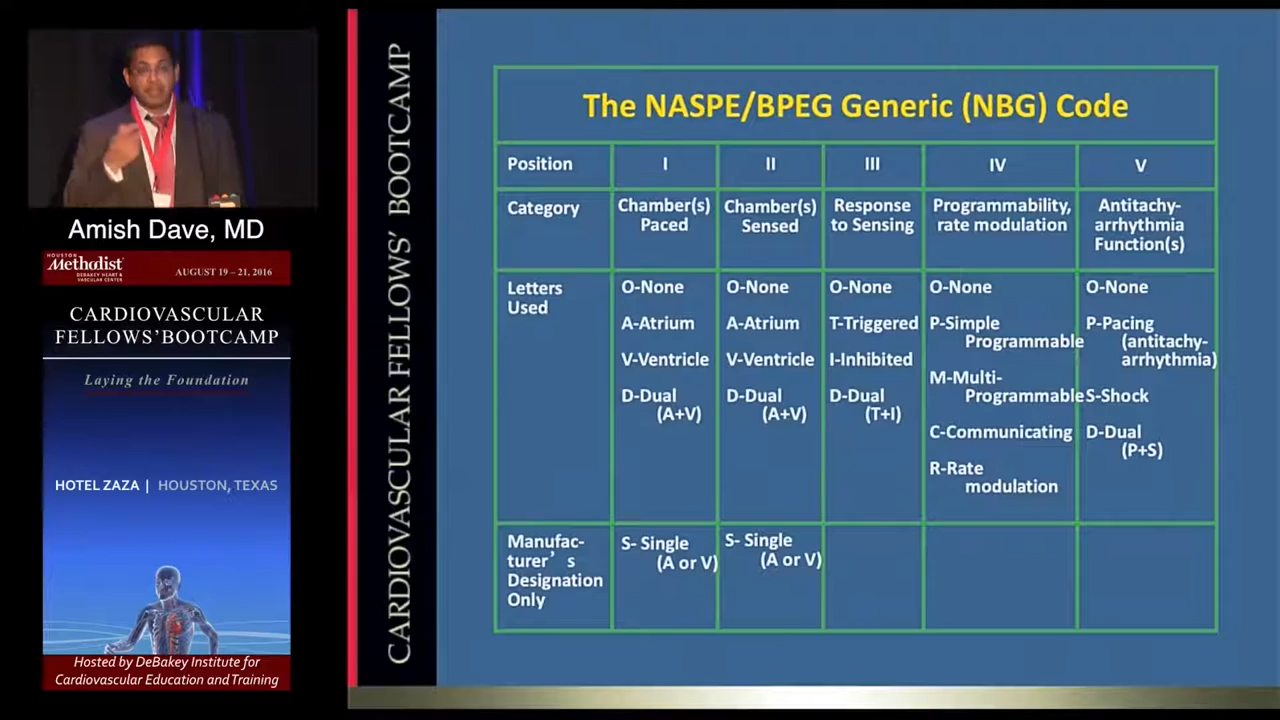 Amish Dave, MD
HOUSTON
Methodist
DEBAKEY HEART &
VASCULAR CENTER
AUGUST 19 – 21, 2016
CARDIOVASCULAR
FELLOWS' BOOTCAMP
Laying the Foundation
HOTEL ZAZA | HOUSTON, TEXAS
Hosted by DeBakey Institute for
Cardiovascular Education and Training
CARDIOVASCULAR FELLOWS' BOOTCAMP
The NASPE/BPEG Generic (NBG) Code
Position
I
II
III
IV
V
Category
Chamber(s)
Paced
Chamber(s)
Sensed
Response
to Sensing
Programmability,
rate modulation
Antitachy-
arrhythmia
Function(s)
Letters
Used
O-None
A-Atrium
V-Ventricle
D-Dual
(A+V)
O-None
A-Atrium
V-Ventricle
D-Dual
(A+V)
O-None
T-Triggered
I-Inhibited
D-Dual
(T+I)
O-None
P-Simple
Programmable
M-Multi-
Programmable
C-Communicating
R-Rate
modulation
O-None
P-Pacing
(antitachy-
arrhythmia)
S-Shock
D-Dual
(P+S)
Manufac-
turer's
Designation
Only
S- Single
(A or V)
S- Single
(A or V)